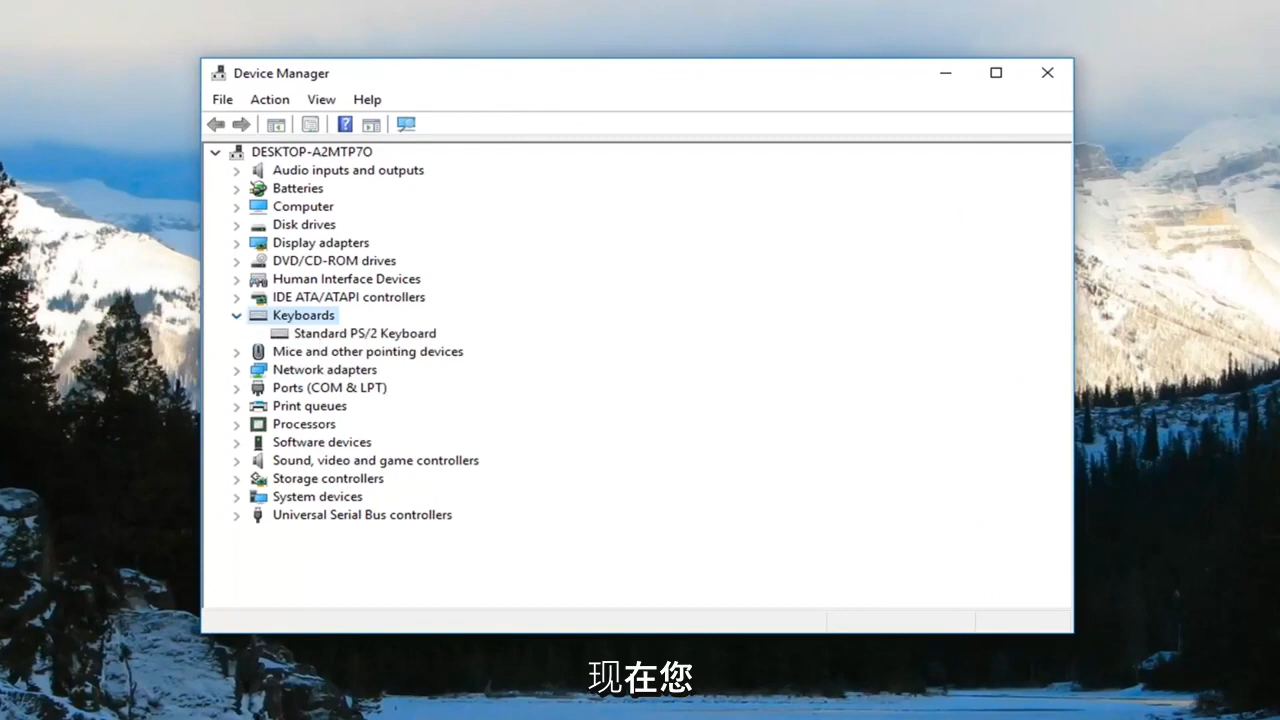 Device Manager
File Action View Help
DESKTOP-A2MTP7O
Audio inputs and outputs
Batteries
Computer
Disk drives
Display adapters
DVD/CD-ROM drives
Human Interface Devices
IDE ATA/ATAPI controllers
Keyboards
Standard PS/2 Keyboard
Mice and other pointing devices
Network adapters
Ports (COM & LPT)
Print queues
Processors
Software devices
Sound, video and game controllers
Storage controllers
System devices
Universal Serial Bus controllers
现在您